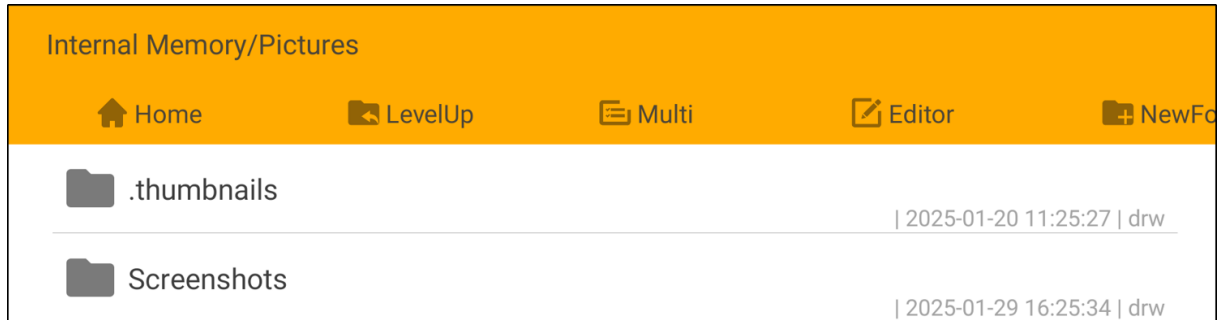 Internal Memory/Pictures
Home LevelUp Multi Editor NewFo
.thumbnails
| 2025-01-20 11:25:27 | drw
Screenshots
| 2025-01-29 16:25:34 | drw